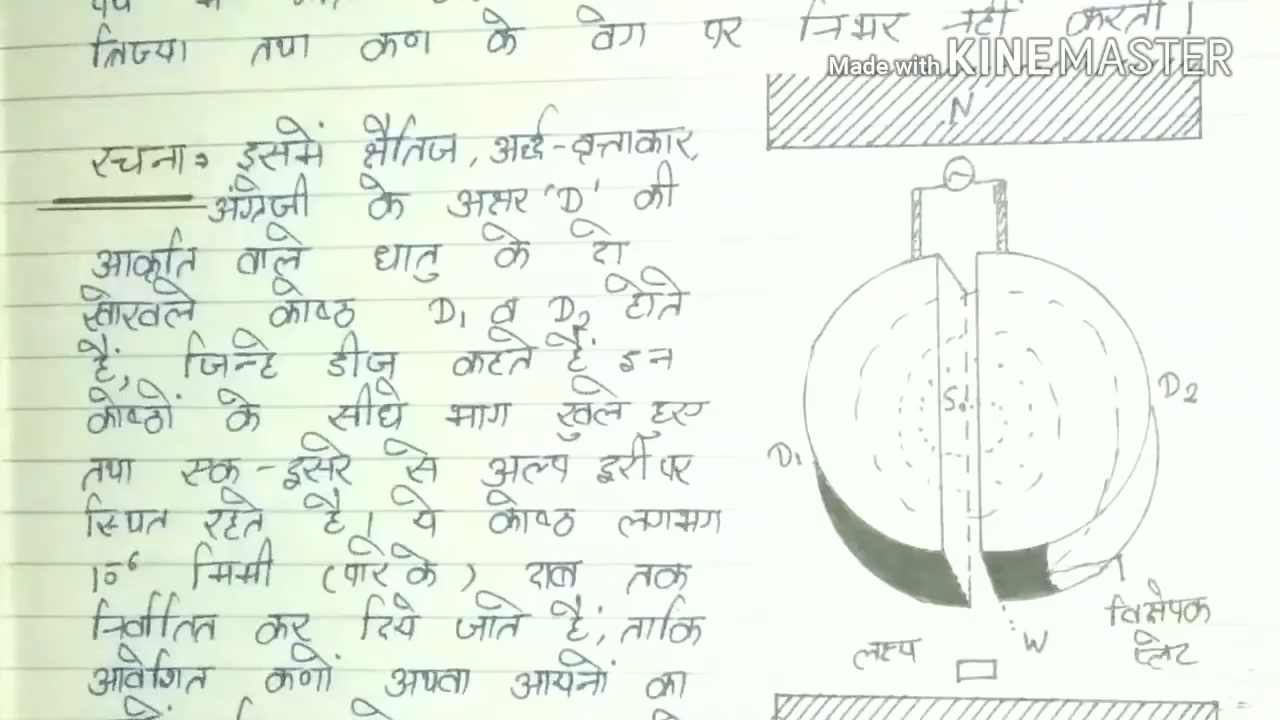 त्रिज्या तथा कण के वेग पर निर्भर नहीं करती।
Made with KINEMASTER
N
रचना: इसमें क्षैतिज, अर्द्ध-वृत्ताकार,
अंग्रेजी के अक्षर 'D' की
आकृति वाले धातु के दो
खोखले कोष्ठ D₁ व D₂ होते
हैं, जिन्हे डीज कहते हैं इन
कोष्ठों के सीधे भाग खुले हुए
तथा एक-दूसरे से अल्प दूरी पर
स्थित रहते है। ये कोष्ठ लगभग
10⁻⁶ मिमी (पारे के) दाब तक
निर्वातित कर दिये जाते है, ताकि
आवेशित कणों अथवा आयनों का
S
D₁
D₂
W
विक्षेपक
प्लेट
लक्ष्य